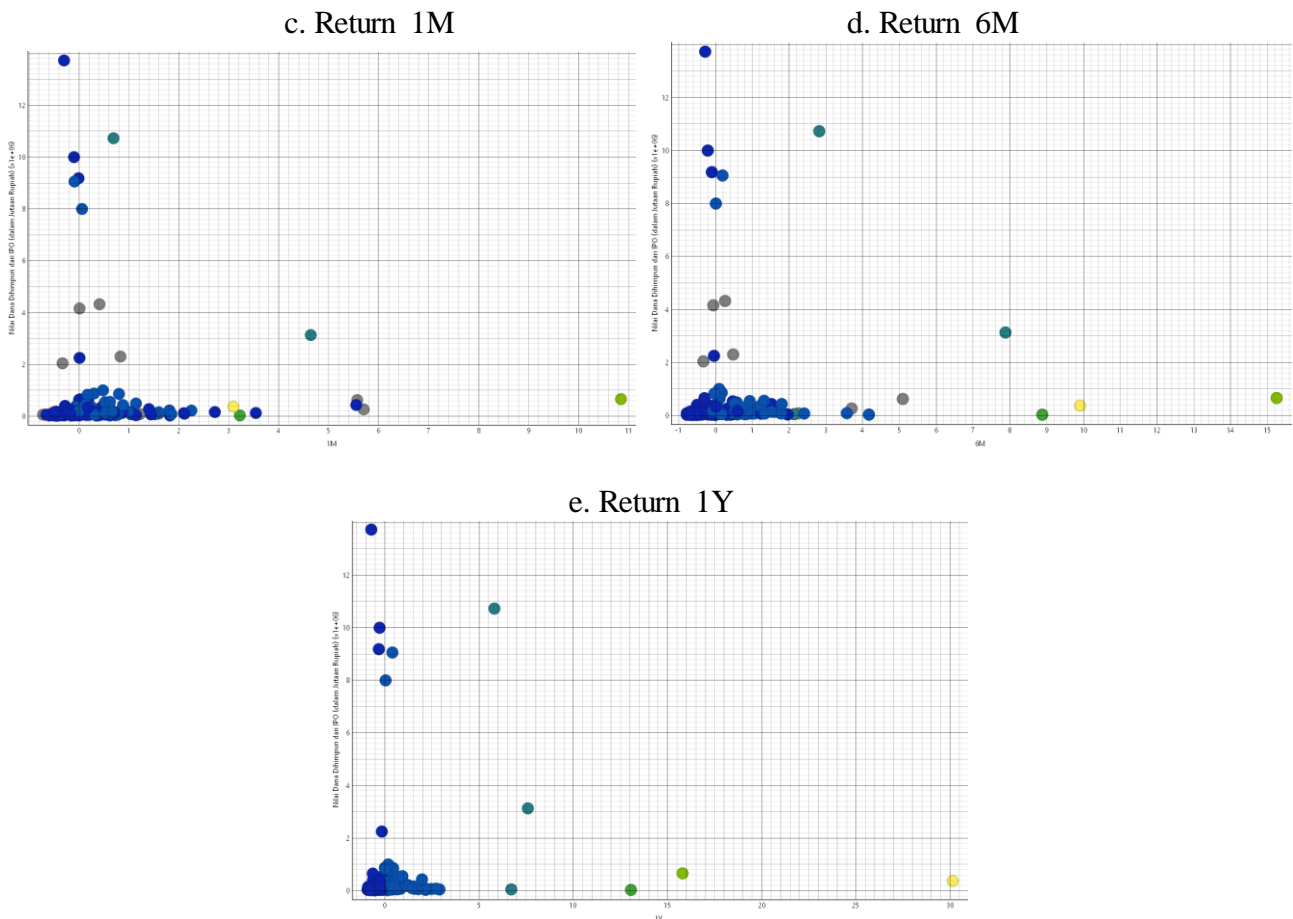 c. Return 1M
d. Return 6M
Nilai Dana Dihimpun dari IPO (dalam Jutaan Rupiah) (x1e+06)
12
10
8
6
4
2
0
0 1 2 3 4 5 6 7 8 9 10 11
1M
Nilai Dana Dihimpun dari IPO (dalam Jutaan Rupiah) (x1e+06)
12
10
8
6
4
2
0
-1 0 1 2 3 4 5 6 7 8 9 10 11 12 13 14 15
6M
e. Return 1Y
Nilai Dana Dihimpun dari IPO (dalam Jutaan Rupiah) (x1e+06)
12
10
8
6
4
2
0
0 5 10 15 20 25 30
1Y